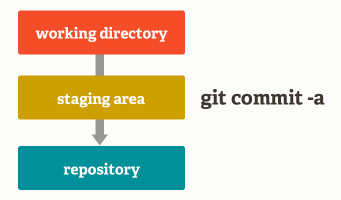 working directory
staging area
git commit -a
repository